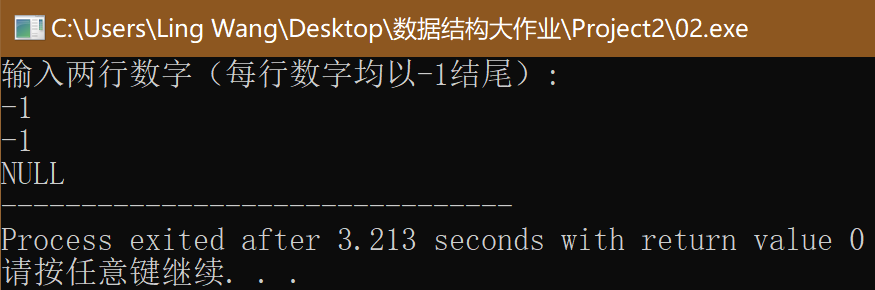 C:\Users\Ling Wang\Desktop\数据结构大作业\Project2\02.exe
输入两行数字（每行数字均以-1结尾）:
-1
-1
NULL
--------------------------------
Process exited after 3.213 seconds with return value 0
请按任意键继续. . .